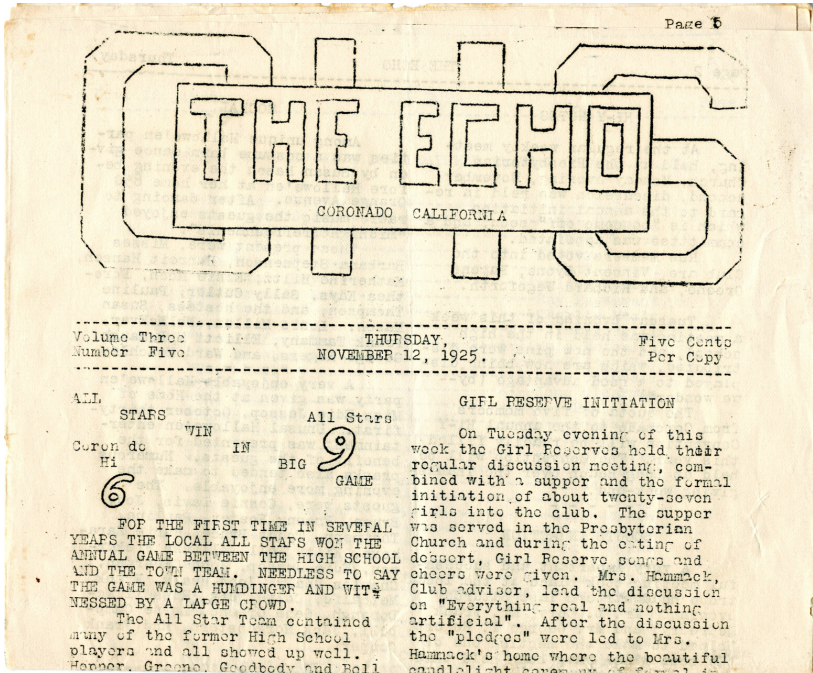 Page 5
THE ECHO
CORONADO CALIFORNIA
Volume Three
Number Five
THURSDAY,
NOVEMBER 12, 1925.
Five Cents
Per Copy
ALL
STARS
WIN
IN
BIG
GAME
All Stars
9
Coronado
Hi
6
FOR THE FIRST TIME IN SEVERAL
YEARS THE LOCAL ALL STARS WON THE
ANNUAL GAME BETWEEN THE HIGH SCHOOL
AND THE TOWN TEAM. NEEDLESS TO SAY
THE GAME WAS A HUMDINGER AND WIT-
NESSED BY A LARGE CROWD.
The All Star Team contained
many of the former High School
players and all showed up well.
Hepner, Greene, Goodbody and Bell
GIRL RESERVE INITIATION
On Tuesday evening of this
week the Girl Reserves held their
regular discussion meeting, com-
bined with a supper and the formal
initiation of about twenty-seven
girls into the club. The supper
was served in the Presbyterian
Church and during the eating of
dessert, Girl Reserve songs and
cheers were given. Mrs. Hammack,
Club adviser, lead the discussion
on "Everything real and nothing
artificial". After the discussion
the "pledges" were led to Mrs.
Hammack's home where the beautiful
candlelight ceremony of formal in